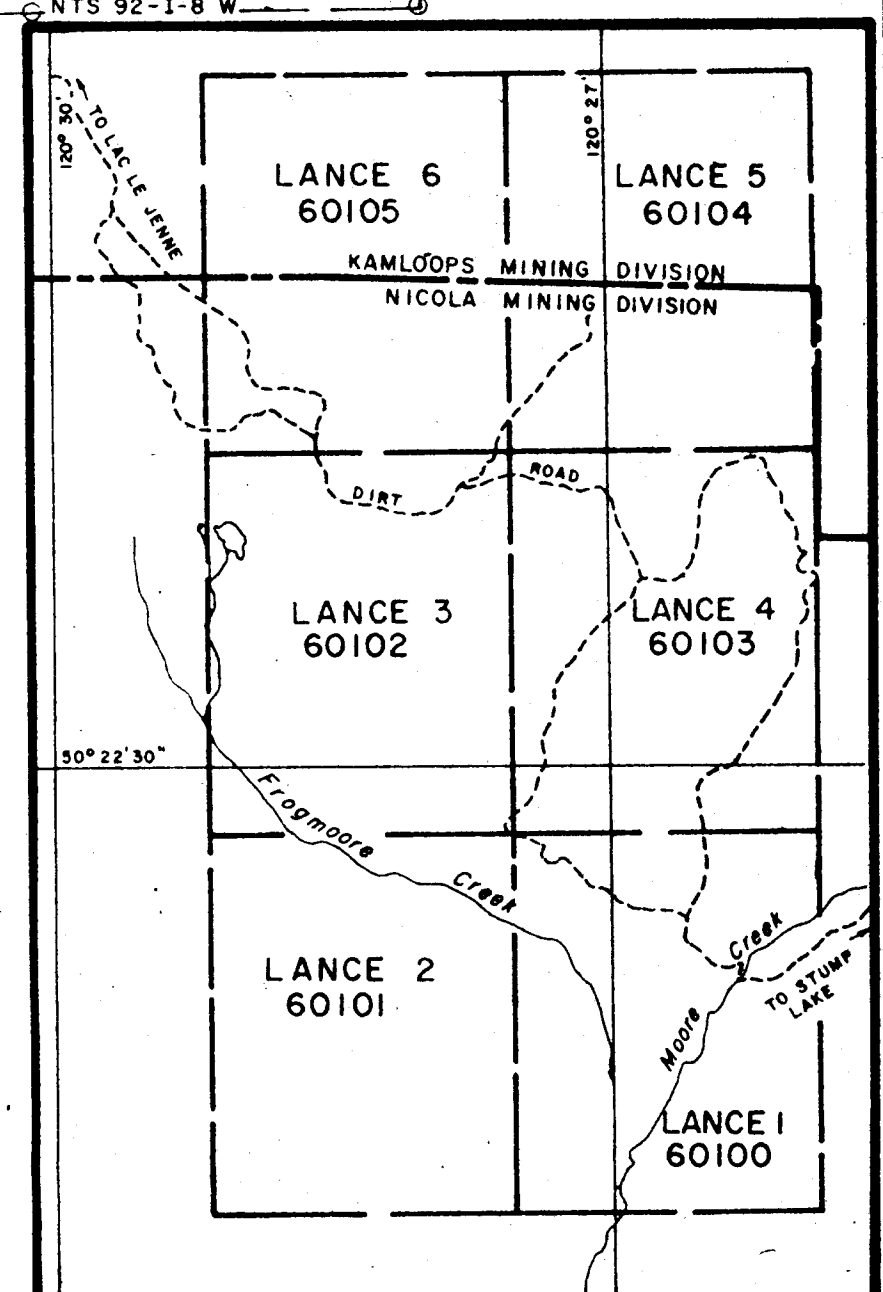 NTS 92-I-8 W
120° 30'
TO LAC LE JENNE
120° 27'
LANCE 6
60105
LANCE 5
60104
KAMLOOPS MINING DIVISION
NICOLA MINING DIVISION
DIRT ROAD
LANCE 3
60102
LANCE 4
60103
50° 22' 30"
Frogmoore Creek
LANCE 2
60101
Moore Creek
TO STUMP
LAKE
LANCE 1
60100